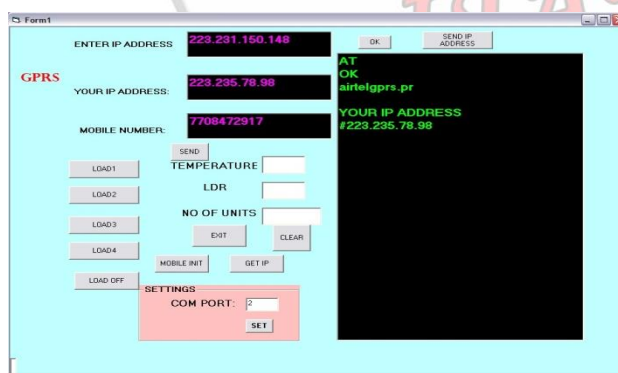 Form1
ENTER IP ADDRESS
223.231.150.148
OK
SEND IP ADDRESS
GPRS
YOUR IP ADDRESS:
223.235.78.98
MOBILE NUMBER:
7708472917
SEND
LOAD1
LOAD2
LOAD3
LOAD4
LOAD OFF
TEMPERATURE
LDR
NO OF UNITS
EXIT
CLEAR
MOBILE INIT
GET IP
SETTINGS
COM PORT:
2
SET
AT
OK
airtelgprs.pr
YOUR IP ADDRESS
#223.235.78.98